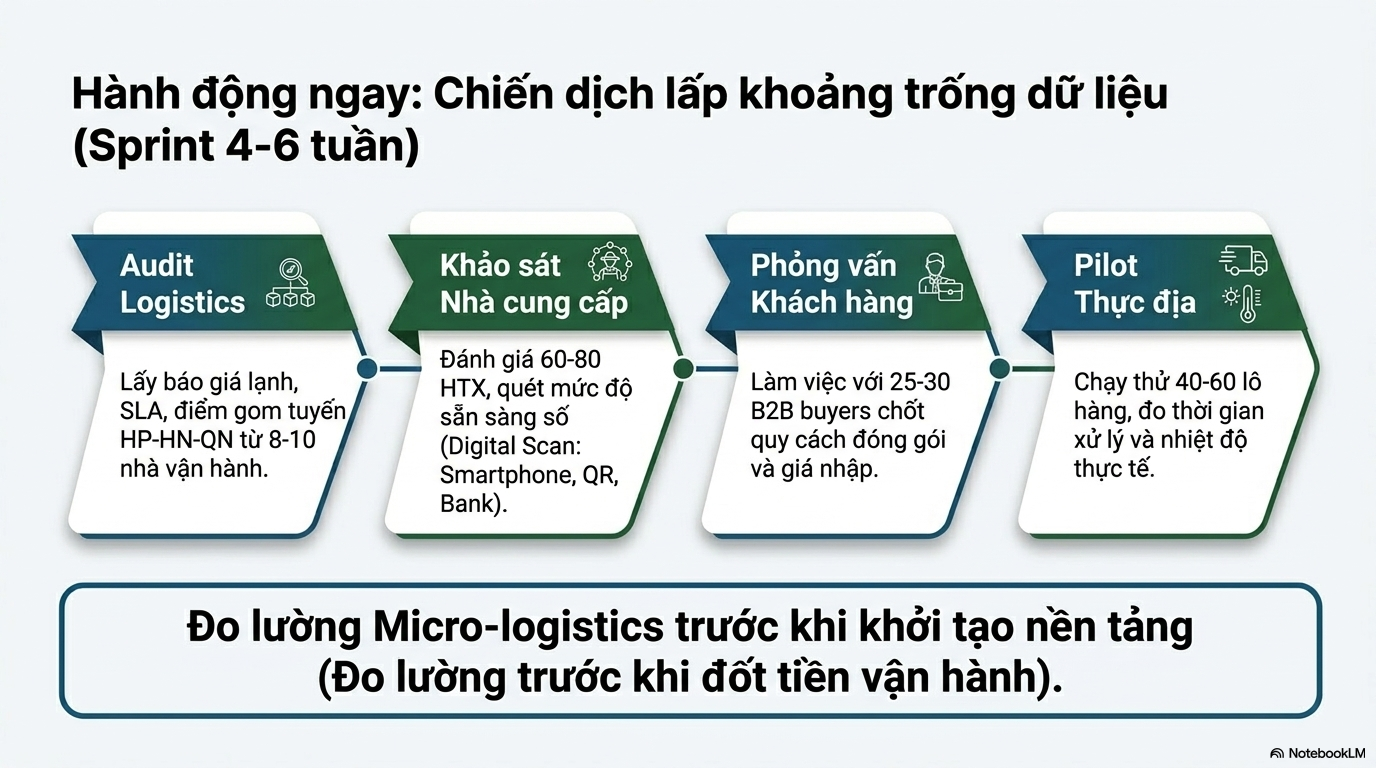 Hành động ngay: Chiến dịch lấp khoảng trống dữ liệu
(Sprint 4-6 tuần)
Audit
Logistics
Lấy báo giá lạnh,
SLA, điểm gom tuyến
HP-HN-QN từ 8-10
nhà vận hành.
Khảo sát
Nhà cung cấp
Đánh giá 60-80
HTX, quét mức độ
sẵn sàng số
(Digital Scan:
Smartphone, QR,
Bank).
Phỏng vấn
Khách hàng
Làm việc với 25-30
B2B buyers chốt
quy cách đóng gói
và giá nhập.
Pilot
Thực địa
Chạy thử 40-60 lô
hàng, đo thời gian
xử lý và nhiệt độ
thực tế.
Đo lường Micro-logistics trước khi khởi tạo nền tảng
(Đo lường trước khi đốt tiền vận hành).
NotebookLM